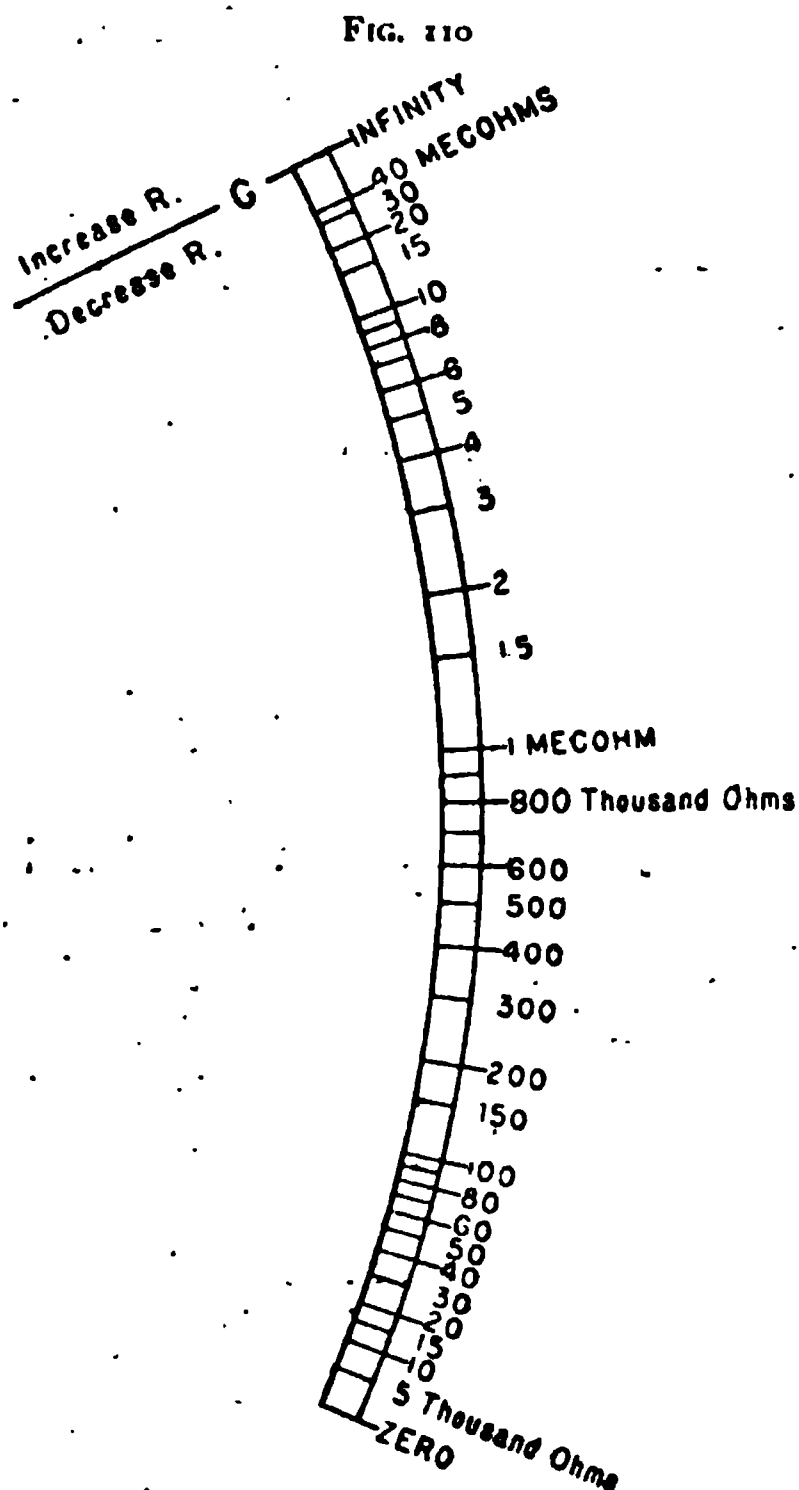 FIG. 110
INFINITY
40 MEGOHMS
30
20
15
10
8
6
5
4
3
2
1.5
1 MEGOHM
800 Thousand Ohms
600
500
400
300
200
150
100
80
60
50
40
30
20
15
10
5 Thousand Ohms
ZERO
Increase R.
G
Decrease R.